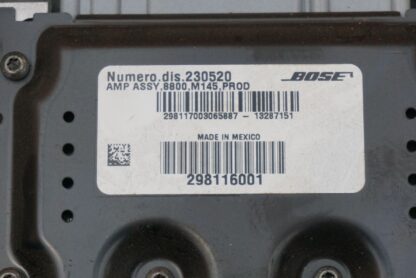 Numero.dis.230520
BOSE
AMP ASSY,8800,M145,PROD
298117003065887 - 13287151
MADE IN MEXICO
298116001